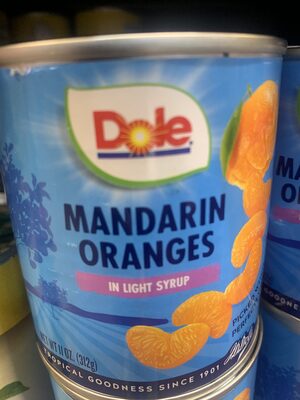 Dole
MANDARIN
ORANGES
IN LIGHT SYRUP
NET WT 11 OZ. (312g)
TROPICAL GOODNESS SINCE 1901